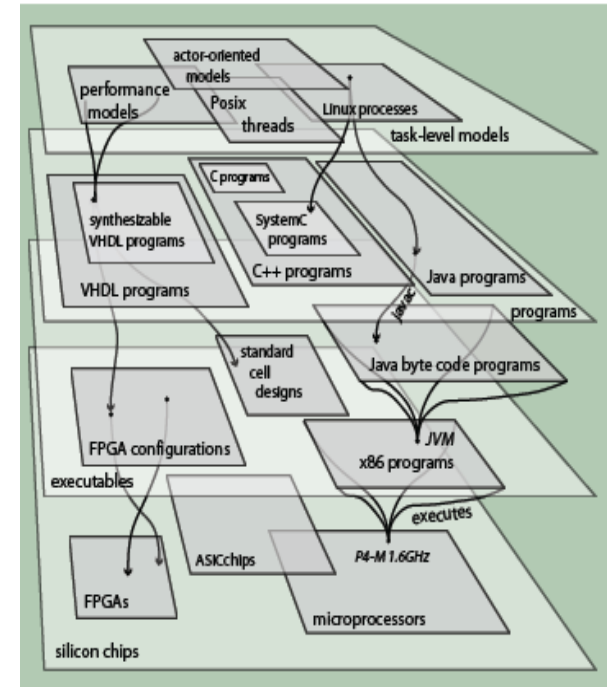 actor-oriented
models
performance
models
Posix
threads
Linux processes
task-level models
C programs
synthesizable
VHDL programs
SystemC
programs
C++ programs
Java programs
VHDL programs
programs
javac
standard
cell
designs
Java byte code programs
JVM
FPGA configurations
x86 programs
executables
executes
ASICchips
P4-M 1.6GHz
FPGAs
microprocessors
silicon chips